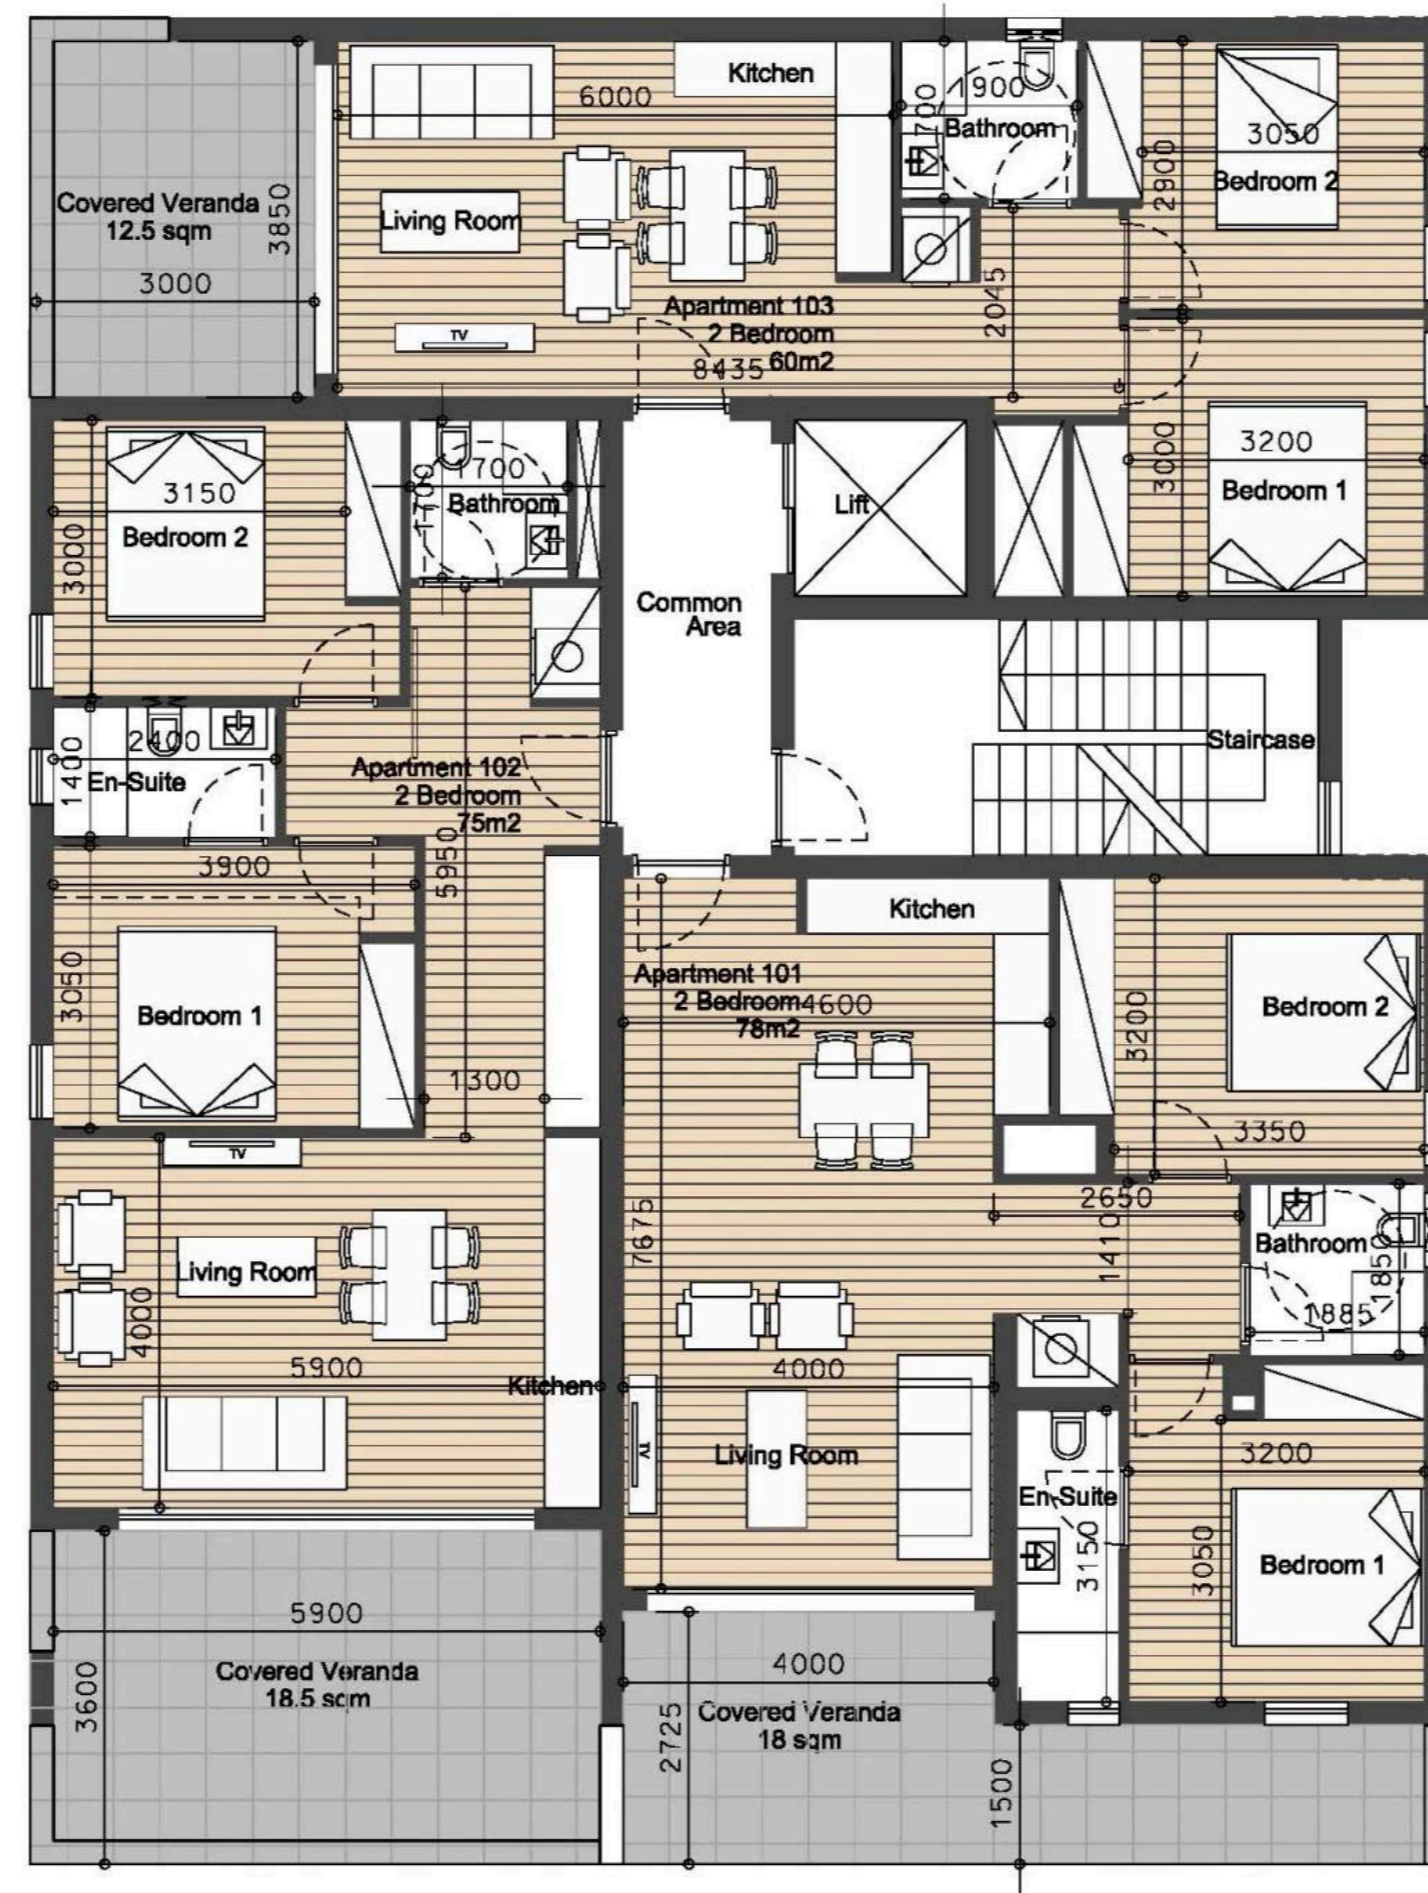 Kitchen
6000
1900
700
Bathroom
3050
2900
Bedroom 2
Covered Veranda
12.5 sqm
3850
3000
Living Room
2045
Apartment 103
2 Bedroom
60m2
TV
8435
3150
Bedroom 2
3000
1700
1700
Bathroom
Lift
3000
3200
Bedroom 1
Common
Area
Staircase
2400
1400
En-Suite
Apartment 102
2 Bedroom
75m2
3900
5950
3050
Bedroom 1
1300
Kitchen
Apartment 101
2 Bedroom
78m2
4600
Bedroom 2
3200
3350
TV
Living Room
4000
5900
Kitchen
7675
2650
1410
Bathroom
1850
1885
4000
TV
Living Room
3200
En-Suite
3150
3050
Bedroom 1
5900
Covered Veranda
18.5 sqm
3600
4000
Covered Veranda
18 sqm
2725
1500